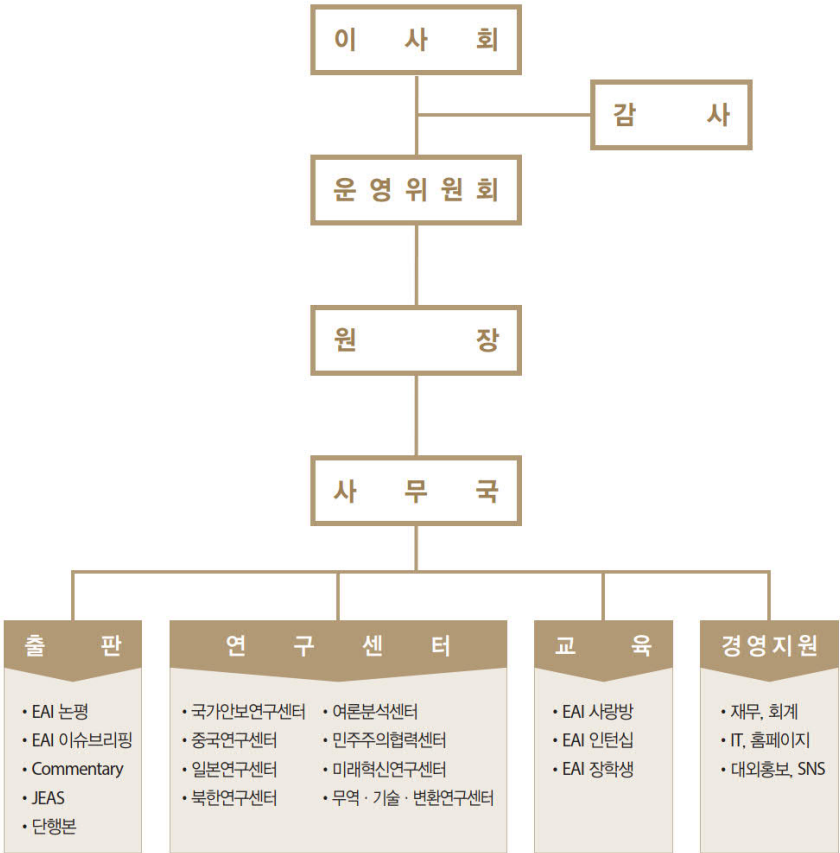 이 사 회
감 사
운영위원회
원 장
사 무 국
출 판
• EAI 논평
• EAI 이슈브리핑
• Commentary
• JEAS
• 단행본
연 구 센 터
• 국가안보연구센터
• 중국연구센터
• 일본연구센터
• 북한연구센터
• 여론분석센터
• 민주주의협력센터
• 미래혁신연구센터
• 무역 · 기술 · 변환연구센터
교 육
• EAI 사랑방
• EAI 인턴십
• EAI 장학생
경영지원
• 재무, 회계
• IT, 홈페이지
• 대외홍보, SNS